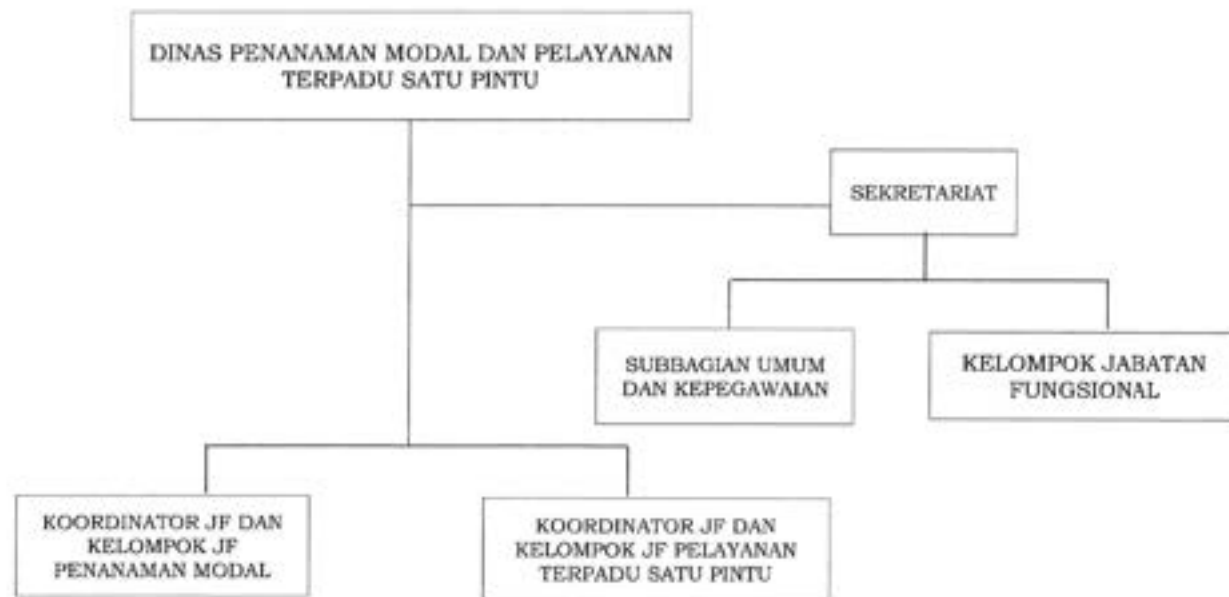 DINAS PENANAMAN MODAL DAN PELAYANAN
TERPADU SATU PINTU
SEKRETARIAT
SUBBAGIAN UMUM
DAN KEPEGAWAIAN
KELOMPOK JABATAN
FUNGSIONAL
KOORDINATOR JF DAN
KELOMPOK JF
PENANAMAN MODAL
KOORDINATOR JF DAN
KELOMPOK JF PELAYANAN
TERPADU SATU PINTU